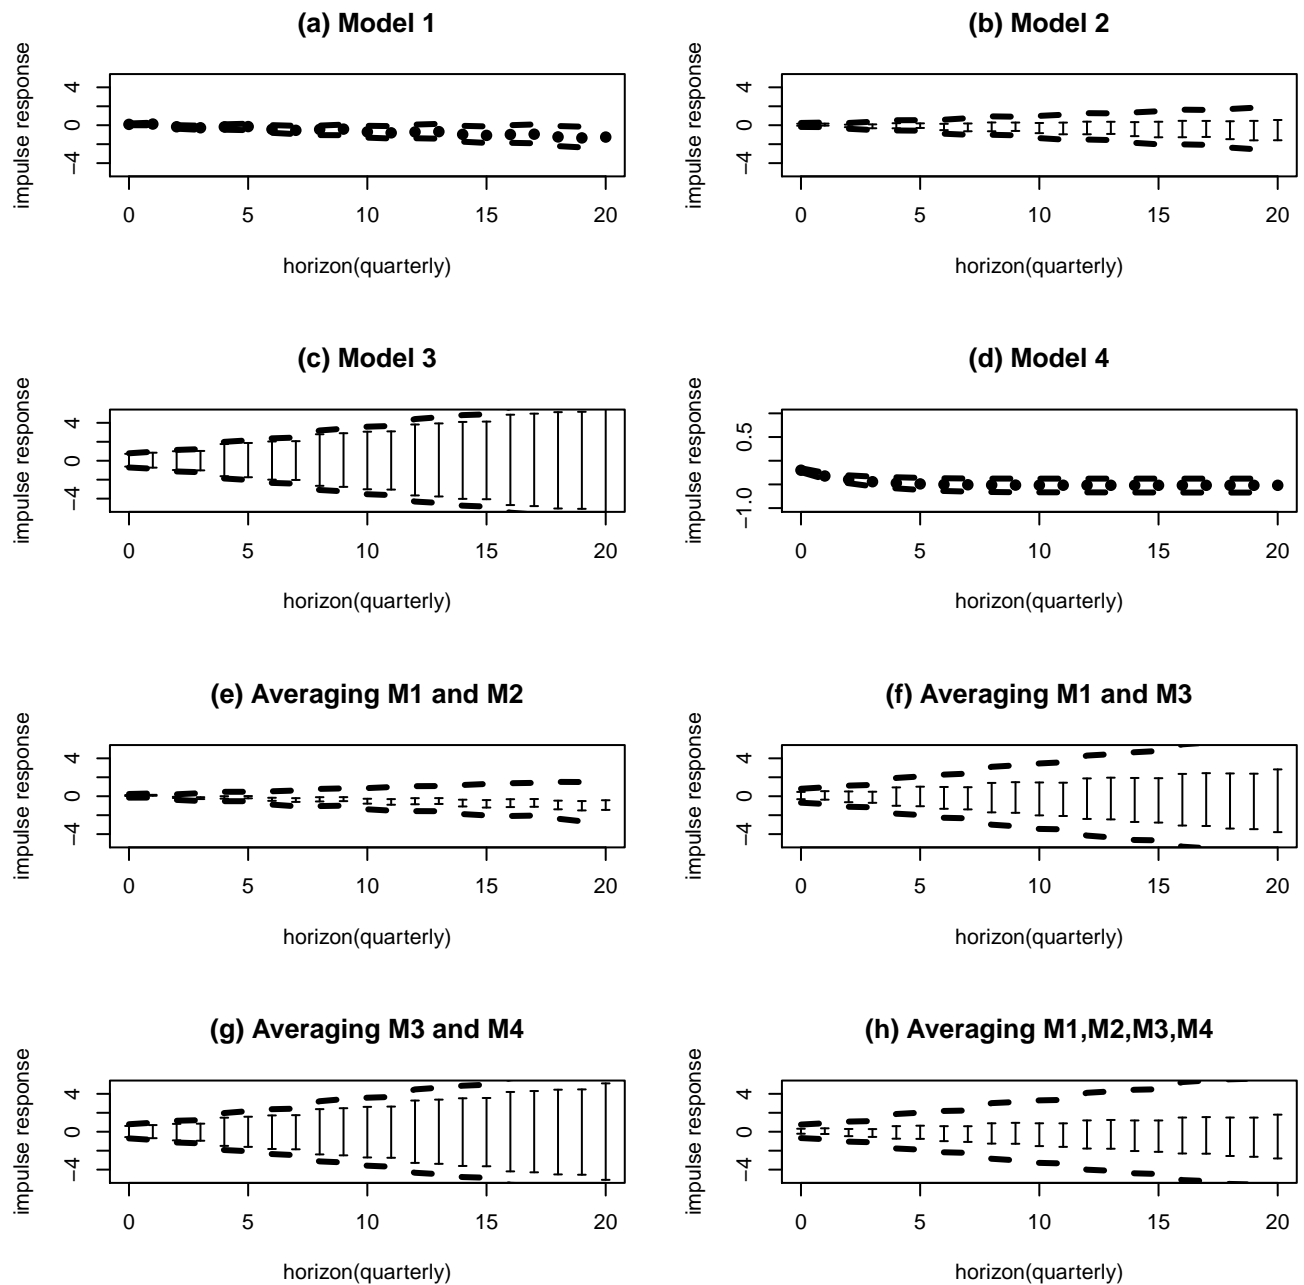 (a) Model 1
impulse response
4
0
−4
0 5 10 15 20
horizon(quarterly)
(b) Model 2
impulse response
4
0
−4
0 5 10 15 20
horizon(quarterly)
(c) Model 3
impulse response
4
0
−4
0 5 10 15 20
horizon(quarterly)
(d) Model 4
impulse response
0.5
−1.0
0 5 10 15 20
horizon(quarterly)
(e) Averaging M1 and M2
impulse response
4
0
−4
0 5 10 15 20
horizon(quarterly)
(f) Averaging M1 and M3
impulse response
4
0
−4
0 5 10 15 20
horizon(quarterly)
(g) Averaging M3 and M4
impulse response
4
0
−4
0 5 10 15 20
horizon(quarterly)
(h) Averaging M1,M2,M3,M4
impulse response
4
0
−4
0 5 10 15 20
horizon(quarterly)